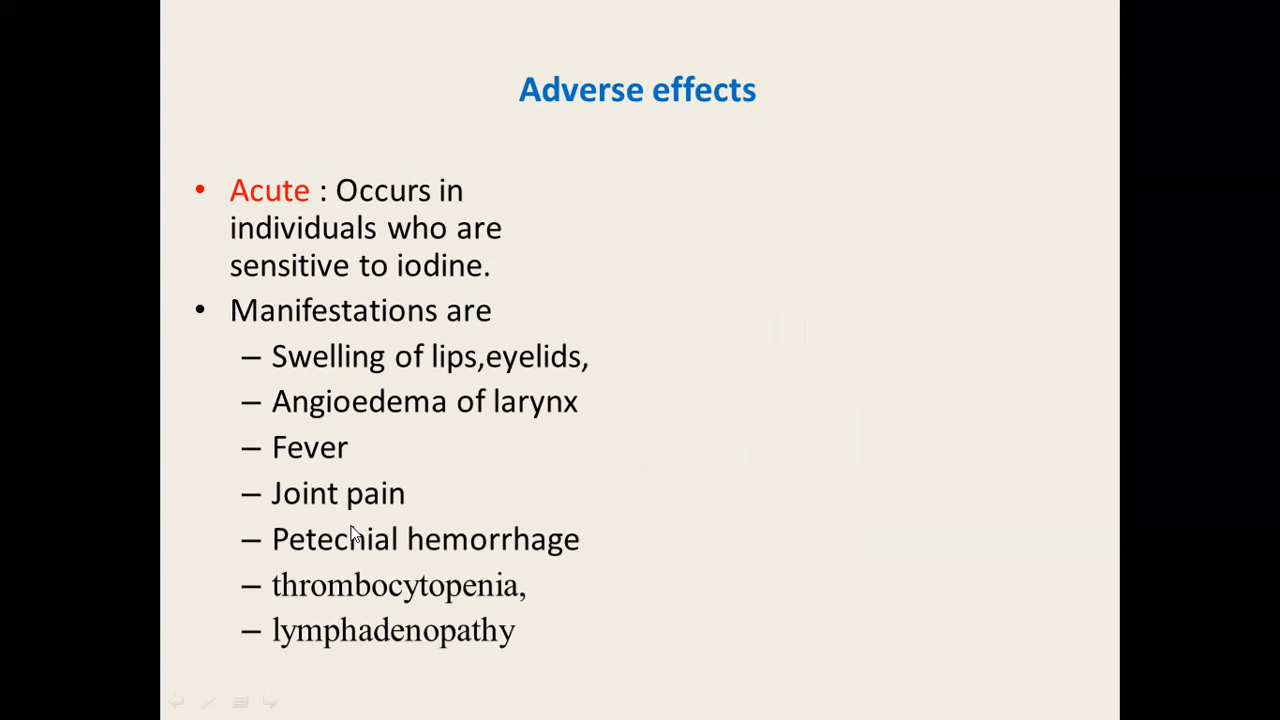 Adverse effects
• Acute : Occurs in
individuals who are
sensitive to iodine.
• Manifestations are
– Swelling of lips,eyelids,
– Angioedema of larynx
– Fever
– Joint pain
– Petechial hemorrhage
– thrombocytopenia,
– lymphadenopathy